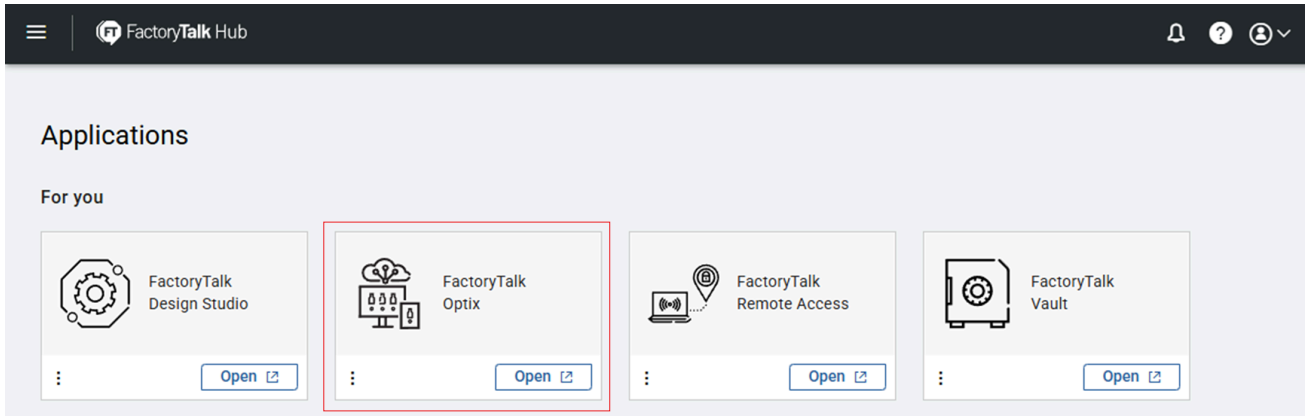 FT FactoryTalk Hub ?
Applications
For you
FactoryTalk
Design Studio
Open
FactoryTalk
Optix
Open
FactoryTalk
Remote Access
Open
FactoryTalk
Vault
Open